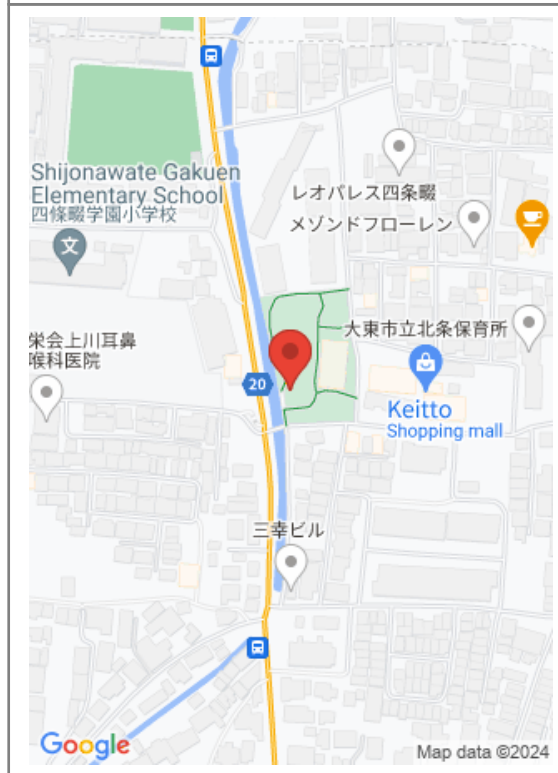 Shijonawate Gakuen
Elementary School
四條畷学園小学校
文
レオパレス四条畷
メゾンドフローレン
大東市立北条保育所
栄会上川耳鼻
喉科医院
20
Keitto
Shopping mall
三幸ビル
Google
Map data ©2024